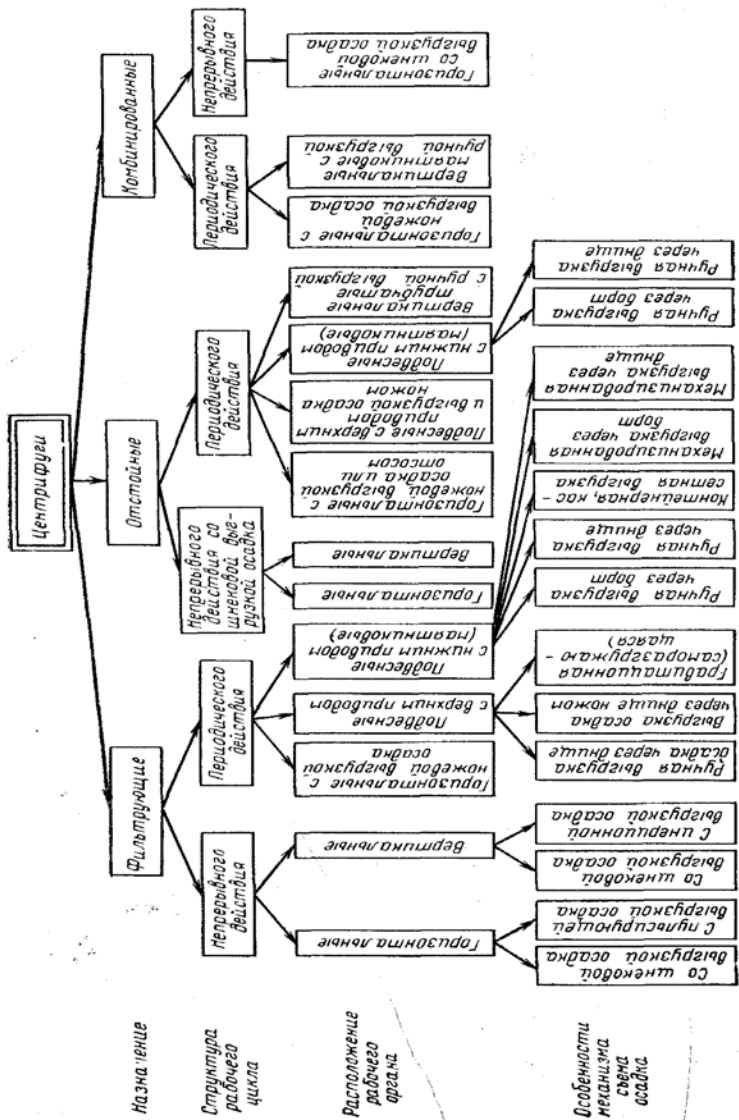 Центрифуги
Назначение
Фильтрующие
Отстойные
Комбинированные
Структура
рабочего
цикла
Непрерывного
действия
Периодического
действия
Непрерывного
действия со
шнековой выг-
рузкой осадка
Периодического
действия
Периодического
действия
Непрерывного
действия
Расположение
рабочего
органа
Горизонтальные
Вертикальные
Горизонтальные с
ножевой выгрузкой
осадка
Подвесные
с верхним приводом
Подвесные
с нижним приводом
(маятниковые)
Горизонтальные
Вертикальные
Горизонтальные с
ножевой выгрузкой
осадка или
отсосом
Подвесные с верхним
приводом
и выгрузкой осадка
ножом
Подвесные
с нижним приводом
(маятниковые)
Вертикальные
трубчатые
с ручной выгрузкой
Горизонтальные с
ножевой
выгрузкой осадка
Вертикальные
маятниковые с
ручной выгрузкой
Горизонтальные
со шнековой
выгрузкой осадка
Особенности
механизма
съема
осадка
Со шнековой
выгрузкой осадка
С пульсирующей
выгрузкой осадка
Со шнековой
выгрузкой осадка
С инерционной
выгрузкой осадка
Ручная выгрузка
осадка через днище
Выгрузка осадка
через днище ножом
Гравитационная
(саморазгружаю-
щаяся)
Ручная выгрузка
через борт
Ручная выгрузка
через днище
Контейнерная, кас-
сетная выгрузка
Механизированная
выгрузка через
борт
Механизированная
выгрузка через
днище
Ручная выгрузка
через борт
Ручная выгрузка
через днище